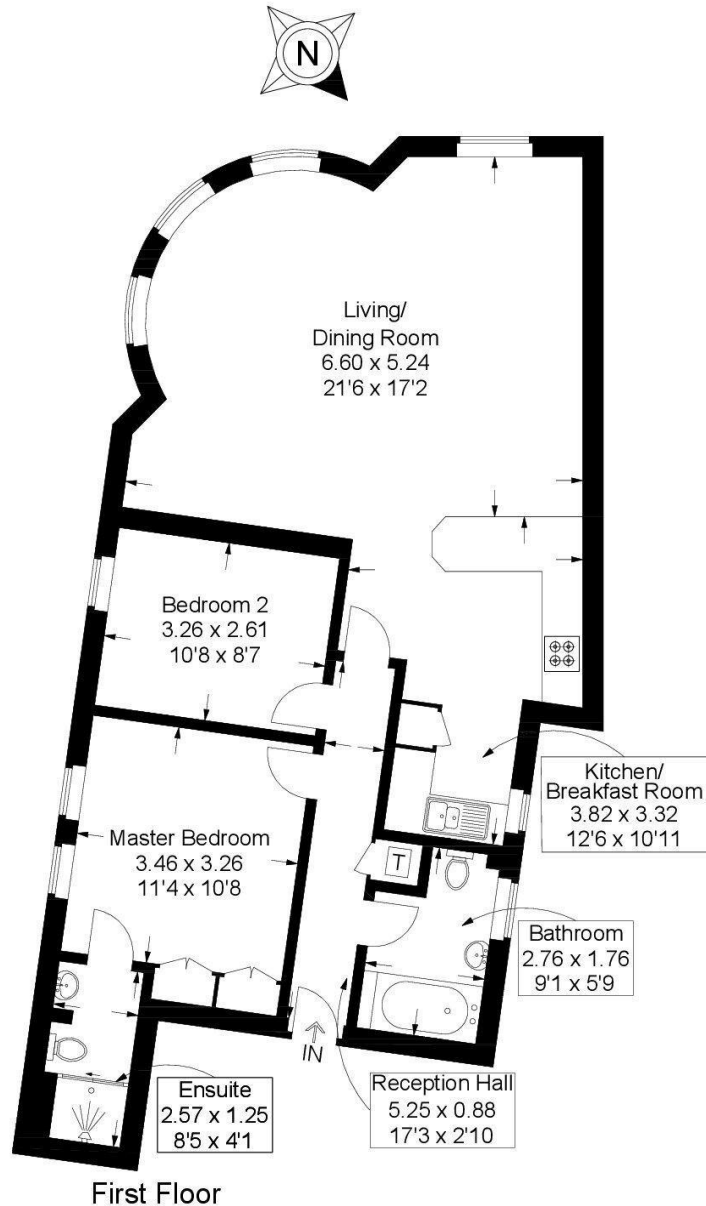 N
Living/
Dining Room
6.60 x 5.24
21'6 x 17'2
Bedroom 2
3.26 x 2.61
10'8 x 8'7
Kitchen/
Breakfast Room
3.82 x 3.32
12'6 x 10'11
Master Bedroom
3.46 x 3.26
11'4 x 10'8
T
Bathroom
2.76 x 1.76
9'1 x 5'9
IN
Ensuite
2.57 x 1.25
8'5 x 4'1
Reception Hall
5.25 x 0.88
17'3 x 2'10
First Floor